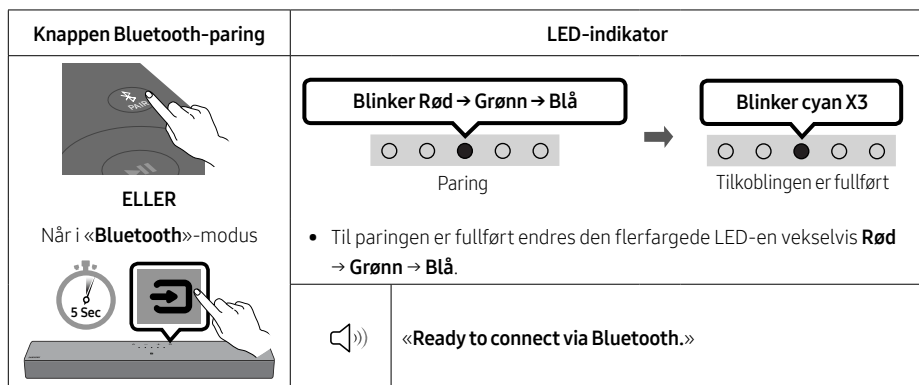 Knappen Bluetooth-paring
LED-indikator
PAIR
ELLER
Når i «Bluetooth»-modus
5 Sec
Blinker Rød → Grønn → Blå
Paring
Blinker cyan X3
Tilkoblingen er fullført
• Til paringen er fullført endres den flerfargede LED-en vekselvis Rød
→ Grønn → Blå.
«Ready to connect via Bluetooth.»